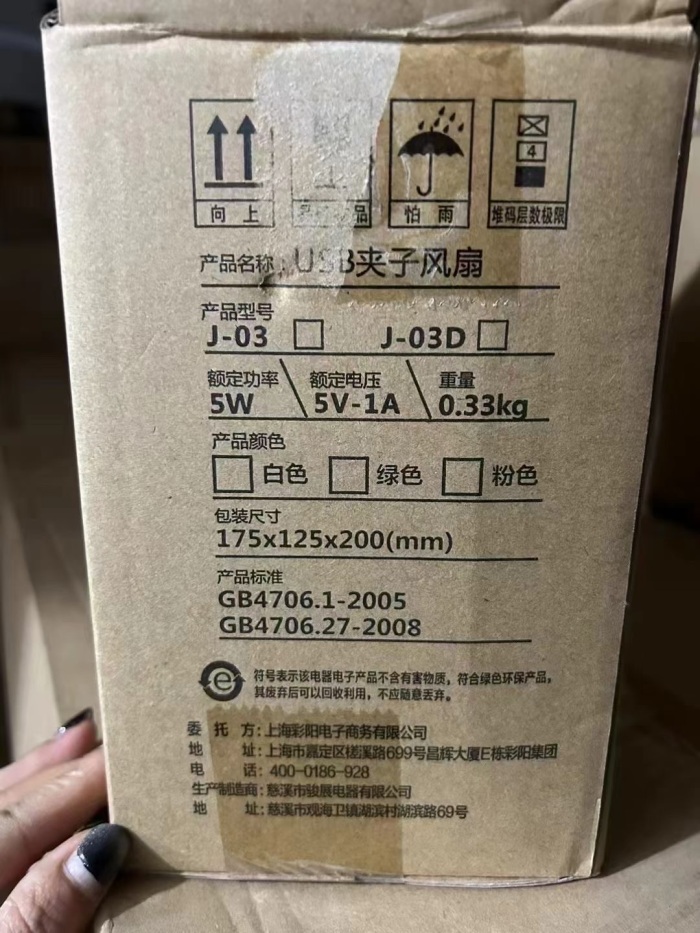 4
向上
品
怕雨
堆码层数极限
产品名称：USB夹子风扇
产品型号
J-03 J-03D
额定功率 额定电压 重量
5W 5V-1A 0.33kg
产品颜色
白色 绿色 粉色
包装尺寸
175x125x200(mm)
产品标准
GB4706.1-2005
GB4706.27-2008
e 符号表示该电器电子产品不含有害物质，符合绿色环保产品，
其废弃后可以回收利用，不应随意丢弃。
委托方：上海彩阳电子商务有限公司
地址：上海市嘉定区槎溪路699号昌辉大厦E栋彩阳集团
电话：400-0186-928
生产制造商：慈溪市骏展电器有限公司
地址：慈溪市观海卫镇湖滨村湖滨路69号